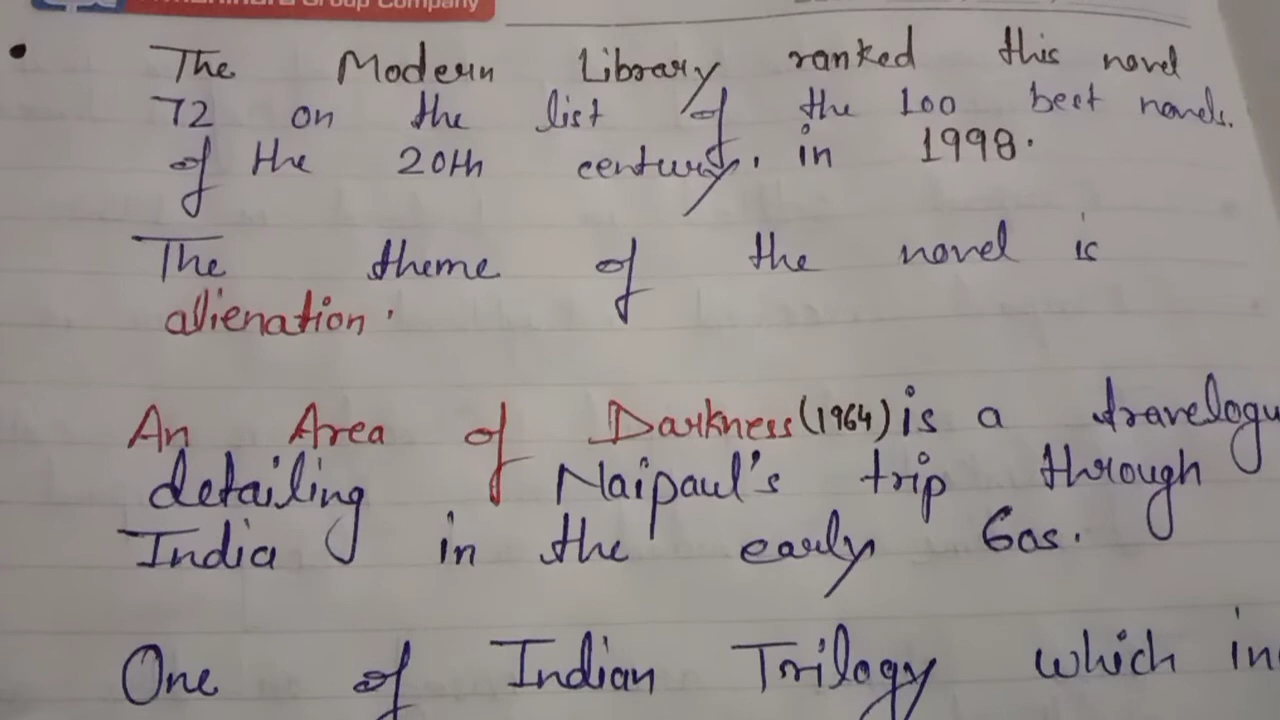 Group Company
• The Modern Library ranked this novel
72 on the list of the 100 best novels.
of the 20th century, in 1998.
The theme of the novel is
alienation.
An Area of Darkness (1964) is a travelogu
detailing Naipaul's trip through
India in the early 60s.
One of Indian Trilogy which in